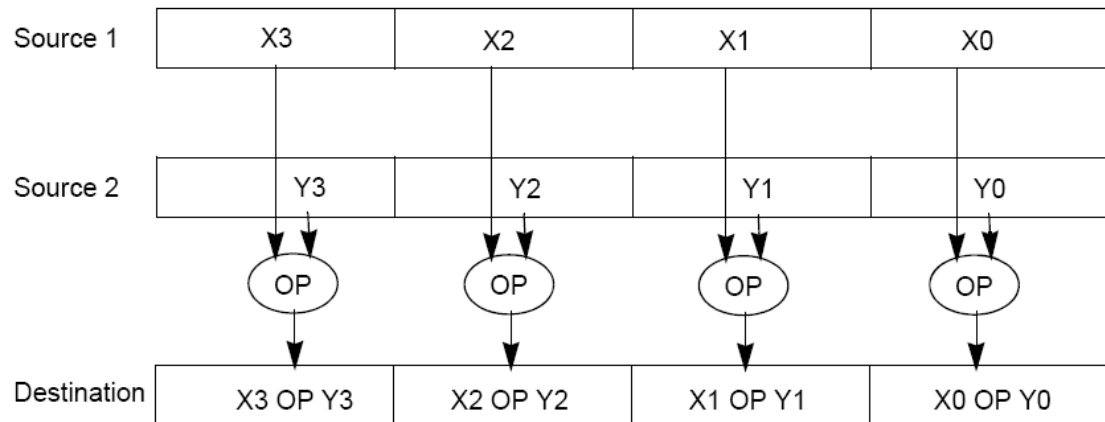 Source 1 X3 X2 X1 X0
Source 2 Y3 Y2 Y1 Y0
OP OP OP OP
Destination X3 OP Y3 X2 OP Y2 X1 OP Y1 X0 OP Y0